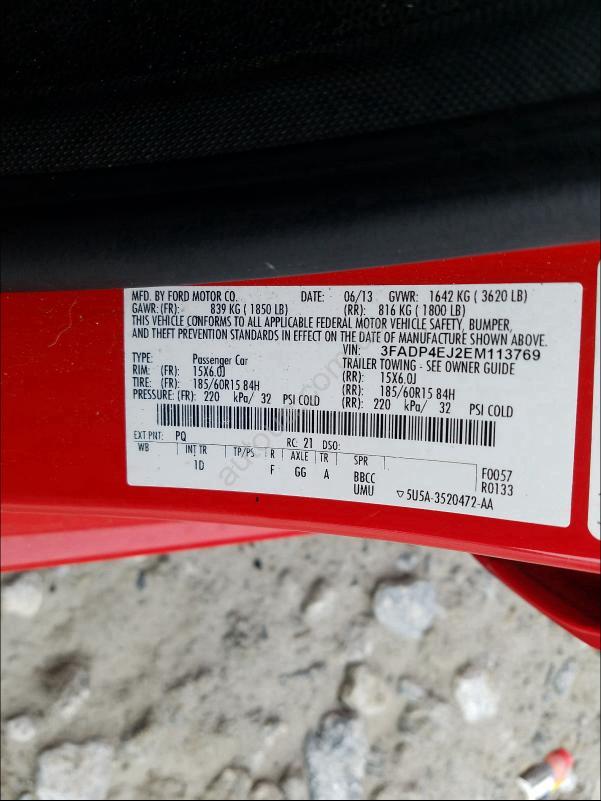 MFD. BY FORD MOTOR CO. DATE: 06/13 GVWR: 1642 KG ( 3620 LB)
GAWR: (FR): 839 KG ( 1850 LB) (RR): 816 KG ( 1800 LB)
THIS VEHICLE CONFORMS TO ALL APPLICABLE FEDERAL MOTOR VEHICLE SAFETY, BUMPER,
AND THEFT PREVENTION STANDARDS IN EFFECT ON THE DATE OF MANUFACTURE SHOWN ABOVE.
VIN: 3FADP4EJ2EM113769
TYPE: Passenger Car TRAILER TOWING - SEE OWNER GUIDE
RIM: (FR): 15X6.0J (RR): 15X6.0J
TIRE: (FR): 185/60R15 84H (RR): 185/60R15 84H
PRESSURE: (FR): 220 kPa/ 32 PSI COLD (RR): 220 kPa/ 32 PSI COLD
EXT PNT: PQ RC: 21 DSO:
WB INT TR TP/PS R AXLE TR SPR F0057
1D F GG A BBCC R0133
UMU ▽5U5A-3520472-AA